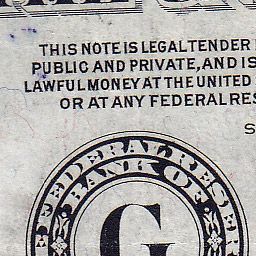 THIS NOTE IS LEGAL TENDER
PUBLIC AND PRIVATE, AND IS
LAWFUL MONEY AT THE UNITED
OR AT ANY FEDERAL RES
S
FEDERAL RESER
BANK OF
G